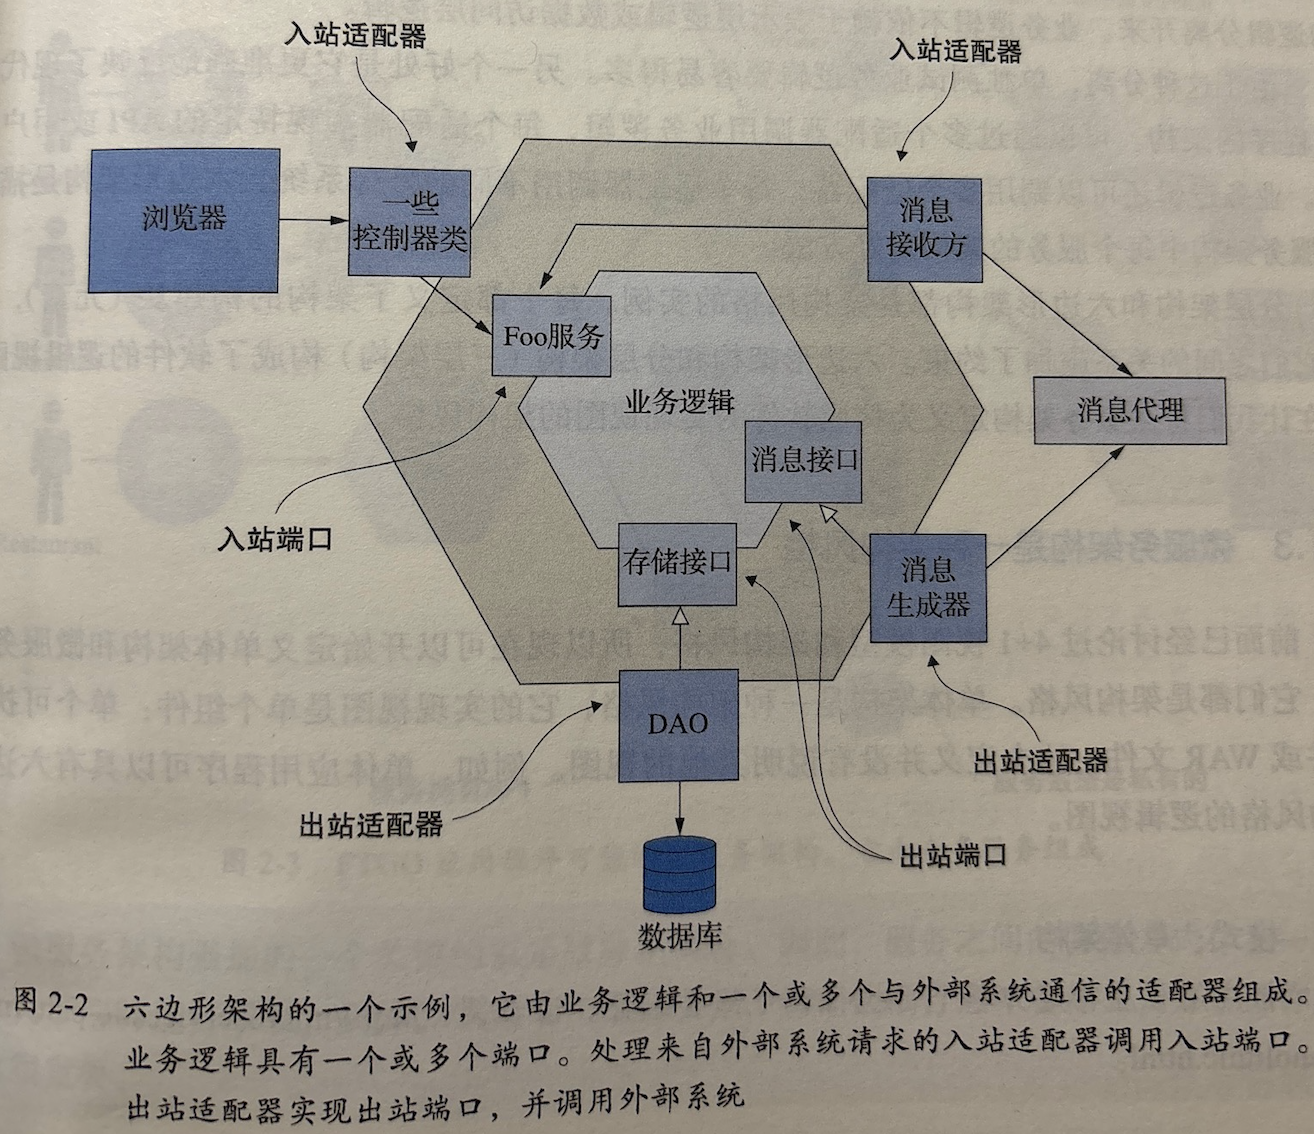 入站适配器
入站适配器
浏览器
一些
控制器类
消息
接收方
Foo服务
业务逻辑
消息代理
消息接口
入站端口
存储接口
消息
生成器
DAO
出站适配器
出站适配器
出站端口
数据库
图 2-2 六边形架构的一个示例，它由业务逻辑和一个或多个与外部系统通信的适配器组成。
业务逻辑具有一个或多个端口。处理来自外部系统请求的入站适配器调用入站端口。
出站适配器实现出站端口，并调用外部系统